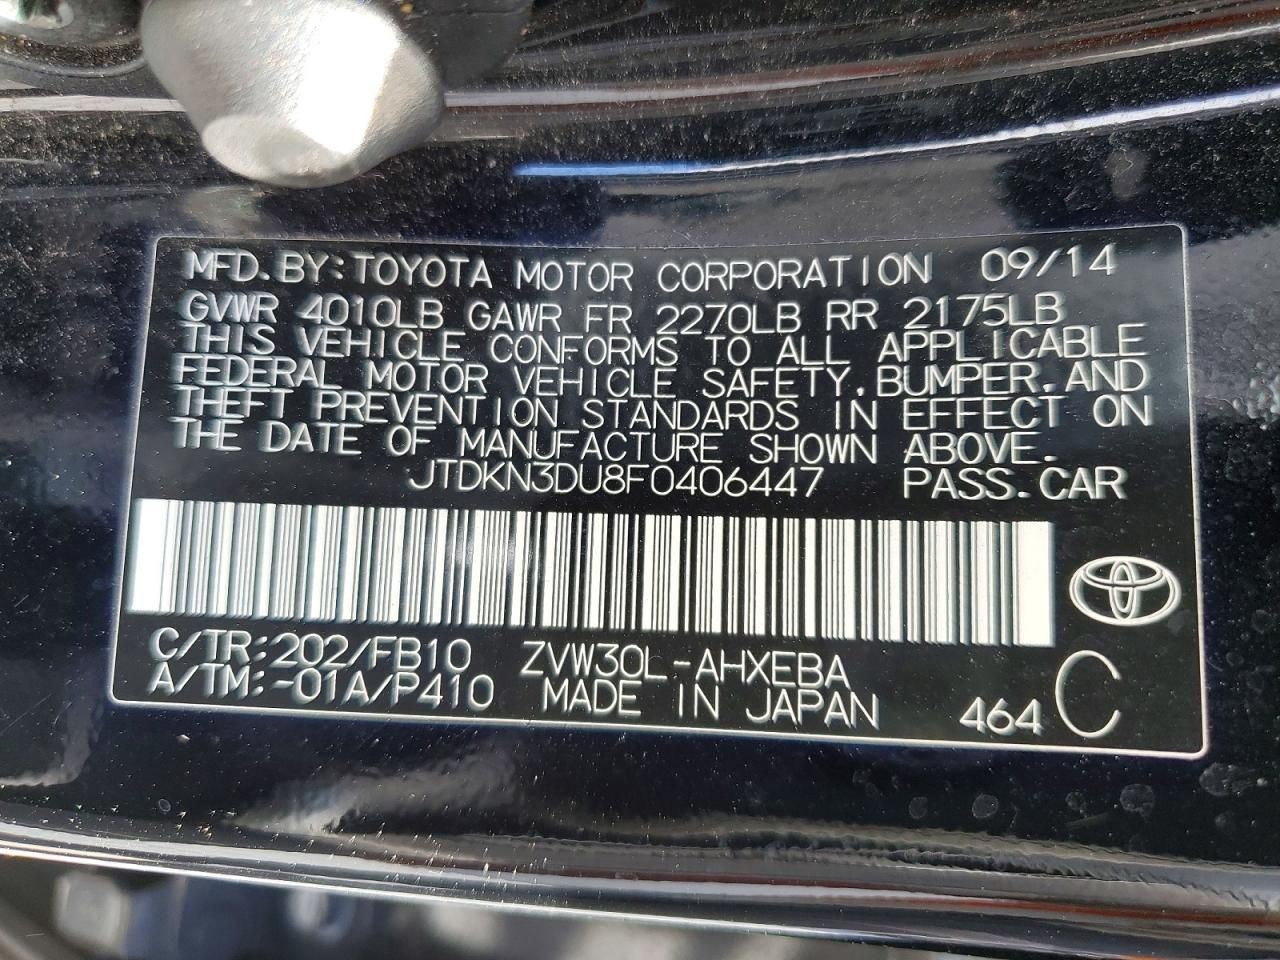 MFD.BY:TOYOTA MOTOR CORPORATION 09/14
GVWR 4010LB GAWR FR 2270LB RR 2175LB
THIS VEHICLE CONFORMS TO ALL APPLICABLE
FEDERAL MOTOR VEHICLE SAFETY,BUMPER,AND
THEFT PREVENTION STANDARDS IN EFFECT ON
THE DATE OF MANUFACTURE SHOWN ABOVE.
JTDKN3DU8F0406447 PASS.CAR
C/TR:202/FB10 ZVW30L-AHXEBA
A/TM:-01A/P410 MADE IN JAPAN 464 C